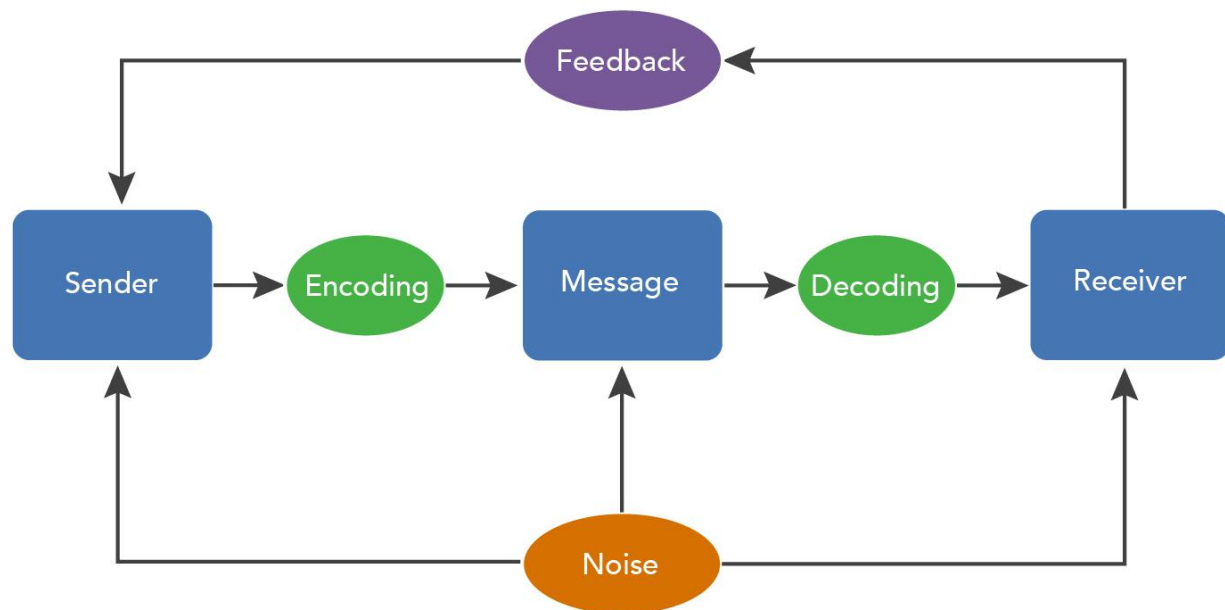 Feedback
Sender
Encoding
Message
Decoding
Receiver
Noise